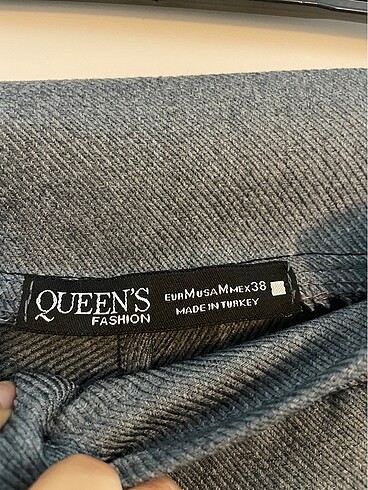 QUEEN'S
FASHION
EUR M USA M MEX 38
MADE IN TURKEY